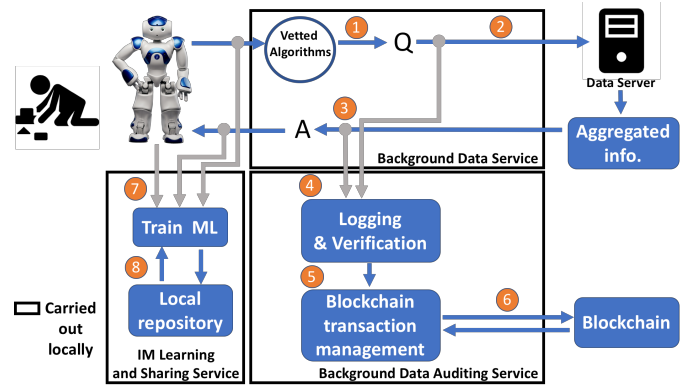 Vetted
Algorithms
1
Q
2
Data Server
3
A
Aggregated
info.
Background Data Service
7
4
Train ML
Logging
& Verification
8
5
6
Carried
out
locally
Local
repository
Blockchain
transaction
management
Blockchain
IM Learning
and Sharing Service
Background Data Auditing Service